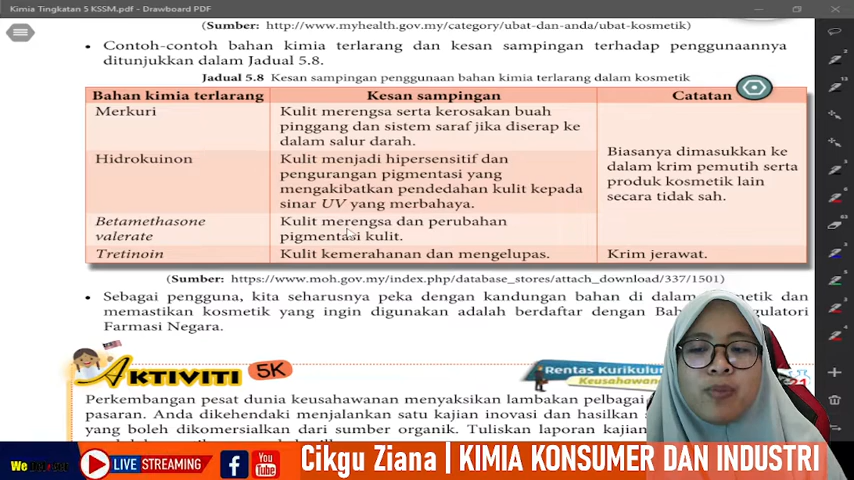 Kimia Tingkatan 5 KSSM.pdf - Drawboard PDF
(Sumber: http://www.myhealth.gov.my/category/ubat-dan-anda/ubat-kosmetik)
• Contoh-contoh bahan kimia terlarang dan kesan sampingan terhadap penggunaannya
ditunjukkan dalam Jadual 5.8.
Jadual 5.8 Kesan sampingan penggunaan bahan kimia terlarang dalam kosmetik
Bahan kimia terlarang Kesan sampingan Catatan
Merkuri
Kulit merengsa serta kerosakan buah
pinggang dan sistem saraf jika diserap ke
dalam salur darah.
Hidrokuinon
Kulit menjadi hipersensitif dan
pengurangan pigmentasi yang
mengakibatkan pendedahan kulit kepada
sinar UV yang merbahaya.
Betamethasone
valerate
Kulit merengsa dan perubahan
pigmentasi kulit.
Biasanya dimasukkan ke
dalam krim pemutih serta
produk kosmetik lain
secara tidak sah.
Tretinoin Kulit kemerahanan dan mengelupas. Krim jerawat.
(Sumber: https://www.moh.gov.my/index.php/database_stores/attach_download/337/1501)
• Sebagai pengguna, kita seharusnya peka dengan kandungan bahan di dalam dan
memastikan kosmetik yang ingin digunakan adalah berdaftar dengan
Farmasi Negara.
AKTIVITI 5K
Rentas Kurikulum
Keusahawanan
21
Perkembangan pesat dunia keusahawanan menyaksikan lambakan pelbagai
pasaran. Anda dikehendaki menjalankan satu kajian inovasi dan hasilkan
yang boleh dikomersialkan dari sumber organik. Tuliskan laporan kajian
LIVE STREAMING
You
Tube
Cikgu Ziana | KIMIA KONSUMER DAN INDUSTRI